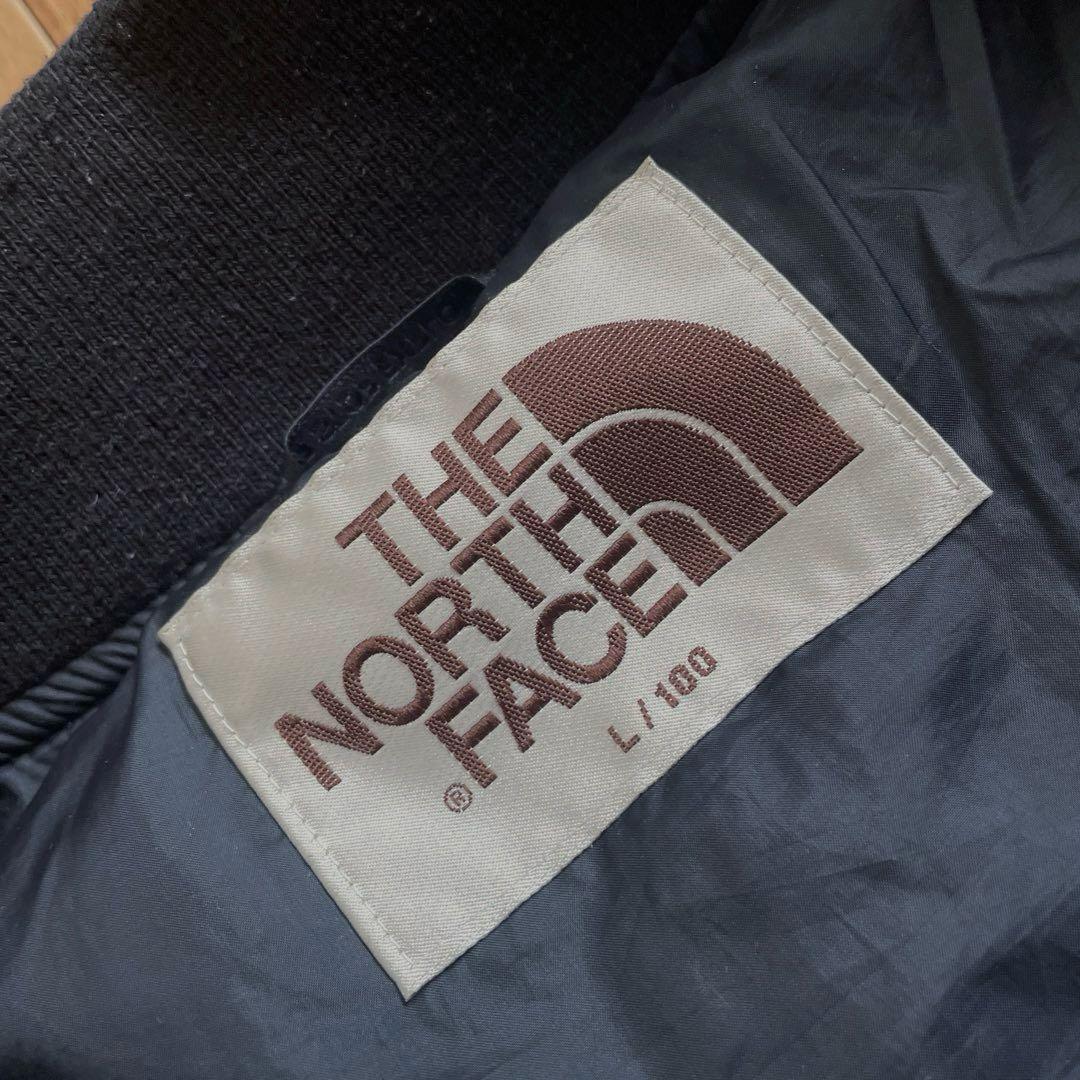 THE
NORTH
FACE®
L / 100